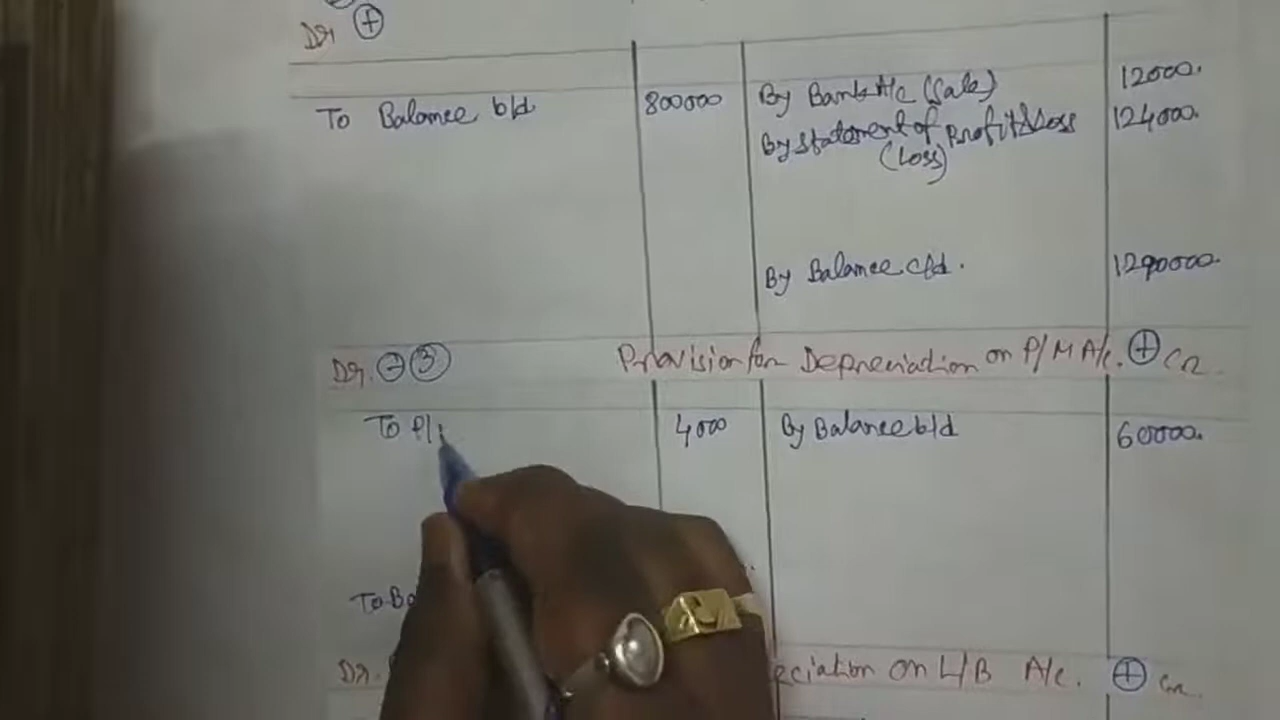 Dr. +
To Balance b/d 800000 By Bank A/c (Sale) 12000.
By Statement of Profit & Loss 124000.
(Loss)
By Balance c/d. 1290000.
Dr. - 3 Provision for Depreciation on P/M A/c. + Cr.
To P/ 4000 By Balance b/d 60000.
To Ba
Dr. eciation on L/B A/c. + Cr.